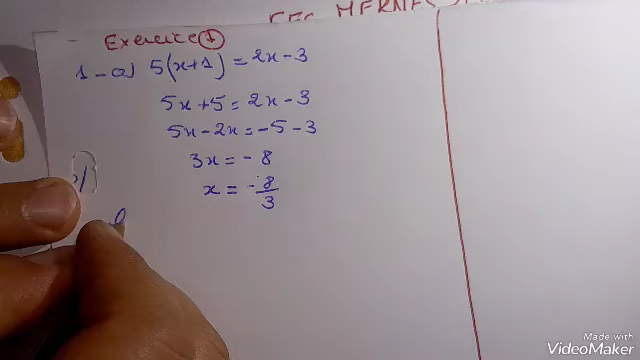 Exercice 1
1-a) 5(x+1) = 2x-3
5x+5 = 2x-3
5x-2x = -5-3
3x = -8
x = -8/3
Made with
VideoMaker